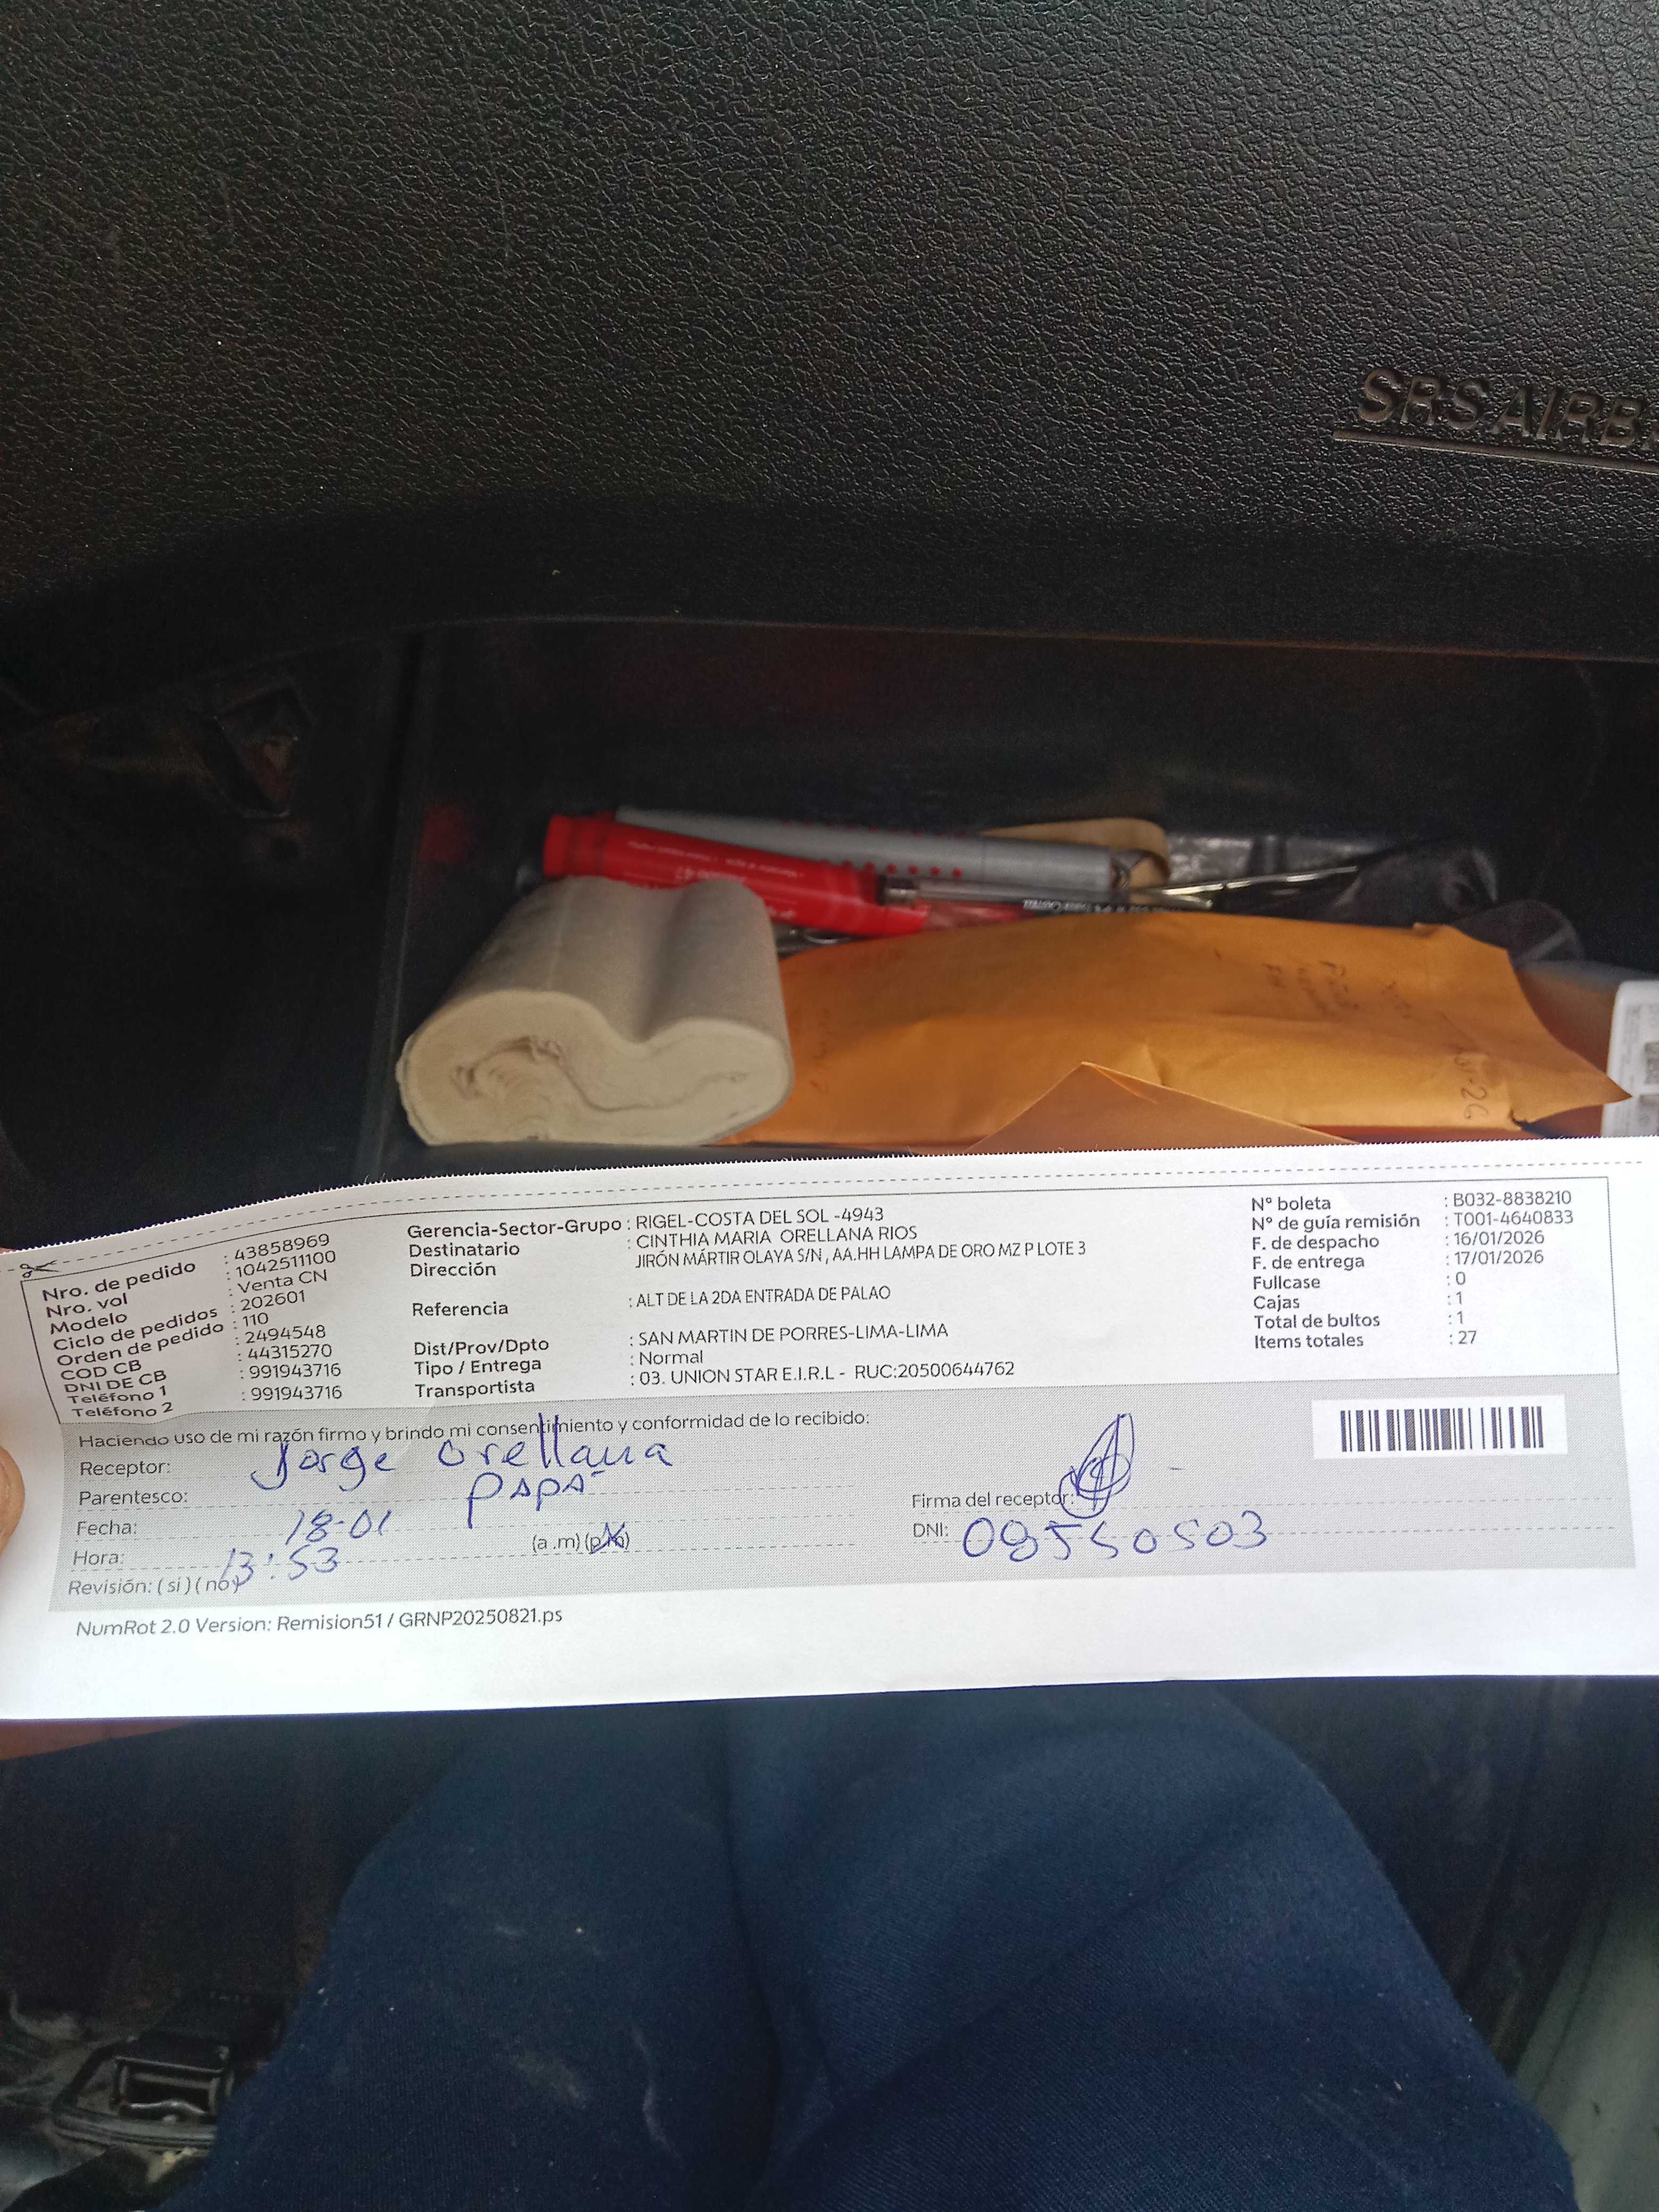 SRS AIRB
Nro. de pedido : 43858969
Nro. vol : 1042511100
Modelo : Venta CN
Ciclo de pedidos : 202601
Orden de pedido : 110
COD CB : 2494548
DNI DE CB : 44315270
Teléfono 1 : 991943716
Teléfono 2 : 991943716
Gerencia-Sector-Grupo : RIGEL-COSTA DEL SOL -4943
Destinatario : CINTHIA MARIA ORELLANA RIOS
Dirección JIRÓN MÁRTIR OLAYA S/N , AA.HH LAMPA DE ORO MZ P LOTE 3
Referencia : ALT DE LA 2DA ENTRADA DE PALAO
Dist/Prov/Dpto : SAN MARTIN DE PORRES-LIMA-LIMA
Tipo / Entrega : Normal
Transportista : 03. UNION STAR E.I.R.L - RUC:20500644762
N° boleta : B032-8838210
N° de guía remisión : T001-4640833
F. de despacho : 16/01/2026
F. de entrega : 17/01/2026
Fullcase : 0
Cajas : 1
Total de bultos : 1
Items totales : 27
Haciendo uso de mi razón firmo y brindo mi consentimiento y conformidad de lo recibido:
Receptor: Jorge Orellana
Parentesco: PAPÁ
Fecha: 18-01
Hora: 13:53 (a .m) (p.m)
Revisión: ( si ) ( no )
Firma del receptor:
DNI: 08550503
NumRot 2.0 Version: Remision51 / GRNP20250821.ps